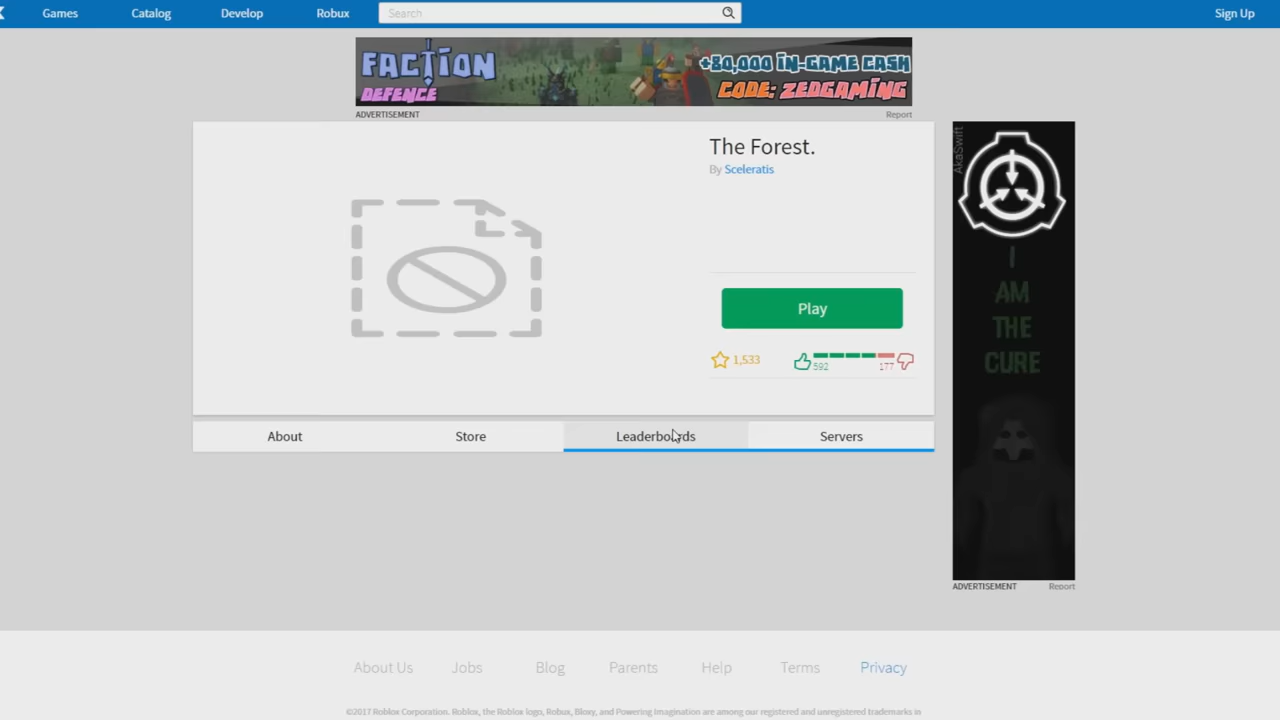 Games Catalog Develop Robux Search Sign Up
FACTION
DEFENCE
+80,000 IN-GAME CASH
CODE: ZEDGAMING
ADVERTISEMENT Report
The Forest.
By Sceleratis
Play
1,533 592 177
About Store Leaderboards Servers
AkaSwift
I
AM
THE
CURE
ADVERTISEMENT Report
About Us Jobs Blog Parents Help Terms Privacy
©2017 Roblox Corporation. Roblox, the Roblox logo, Robux, Bloxy, and Powering Imagination are among our registered and unregistered trademarks in